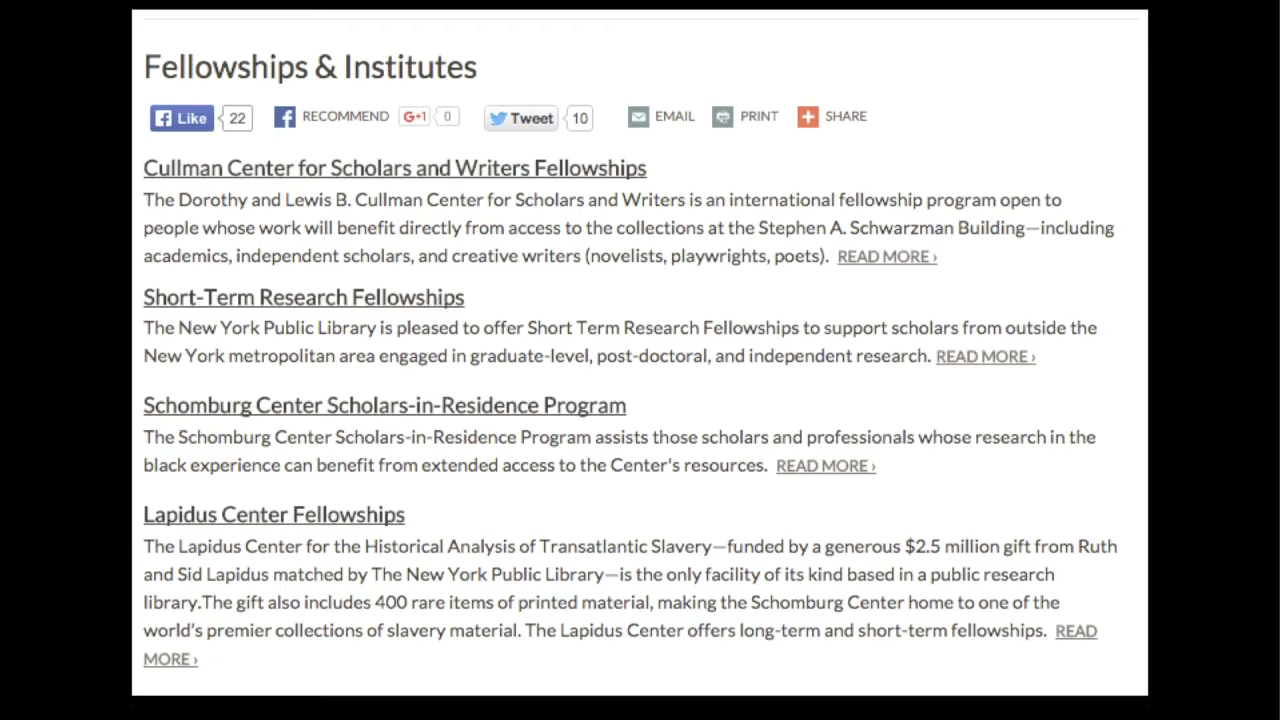 Fellowships & Institutes
Like 22 RECOMMEND G+1 0 Tweet 10 EMAIL PRINT SHARE
Cullman Center for Scholars and Writers Fellowships
The Dorothy and Lewis B. Cullman Center for Scholars and Writers is an international fellowship program open to
people whose work will benefit directly from access to the collections at the Stephen A. Schwarzman Building—including
academics, independent scholars, and creative writers (novelists, playwrights, poets). READ MORE ›
Short-Term Research Fellowships
The New York Public Library is pleased to offer Short Term Research Fellowships to support scholars from outside the
New York metropolitan area engaged in graduate-level, post-doctoral, and independent research. READ MORE ›
Schomburg Center Scholars-in-Residence Program
The Schomburg Center Scholars-in-Residence Program assists those scholars and professionals whose research in the
black experience can benefit from extended access to the Center's resources. READ MORE ›
Lapidus Center Fellowships
The Lapidus Center for the Historical Analysis of Transatlantic Slavery—funded by a generous $2.5 million gift from Ruth
and Sid Lapidus matched by The New York Public Library—is the only facility of its kind based in a public research
library.The gift also includes 400 rare items of printed material, making the Schomburg Center home to one of the
world’s premier collections of slavery material. The Lapidus Center offers long-term and short-term fellowships. READ
MORE ›